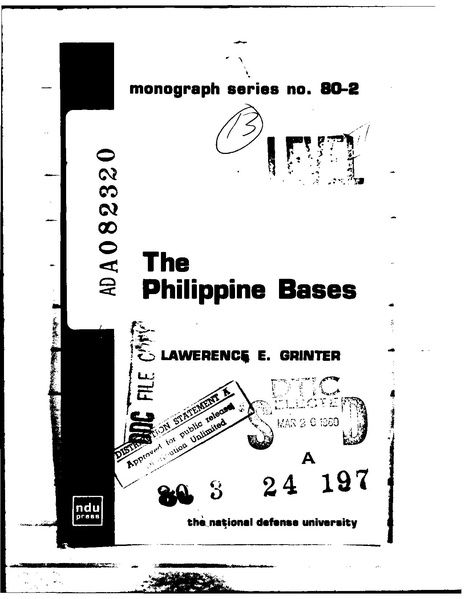 monograph series no. 80-2
13
LEVEL
ADA082320
The
Philippine Bases
LAWERENCE E. GRINTER
DDC FILE COPY
DISTRIBUTION STATEMENT A
Approved for public release;
Distribution Unlimited
DTIC
ELECTE
MAR 26 1980
S D
A
80 3 24 197
ndu
press
the national defense university